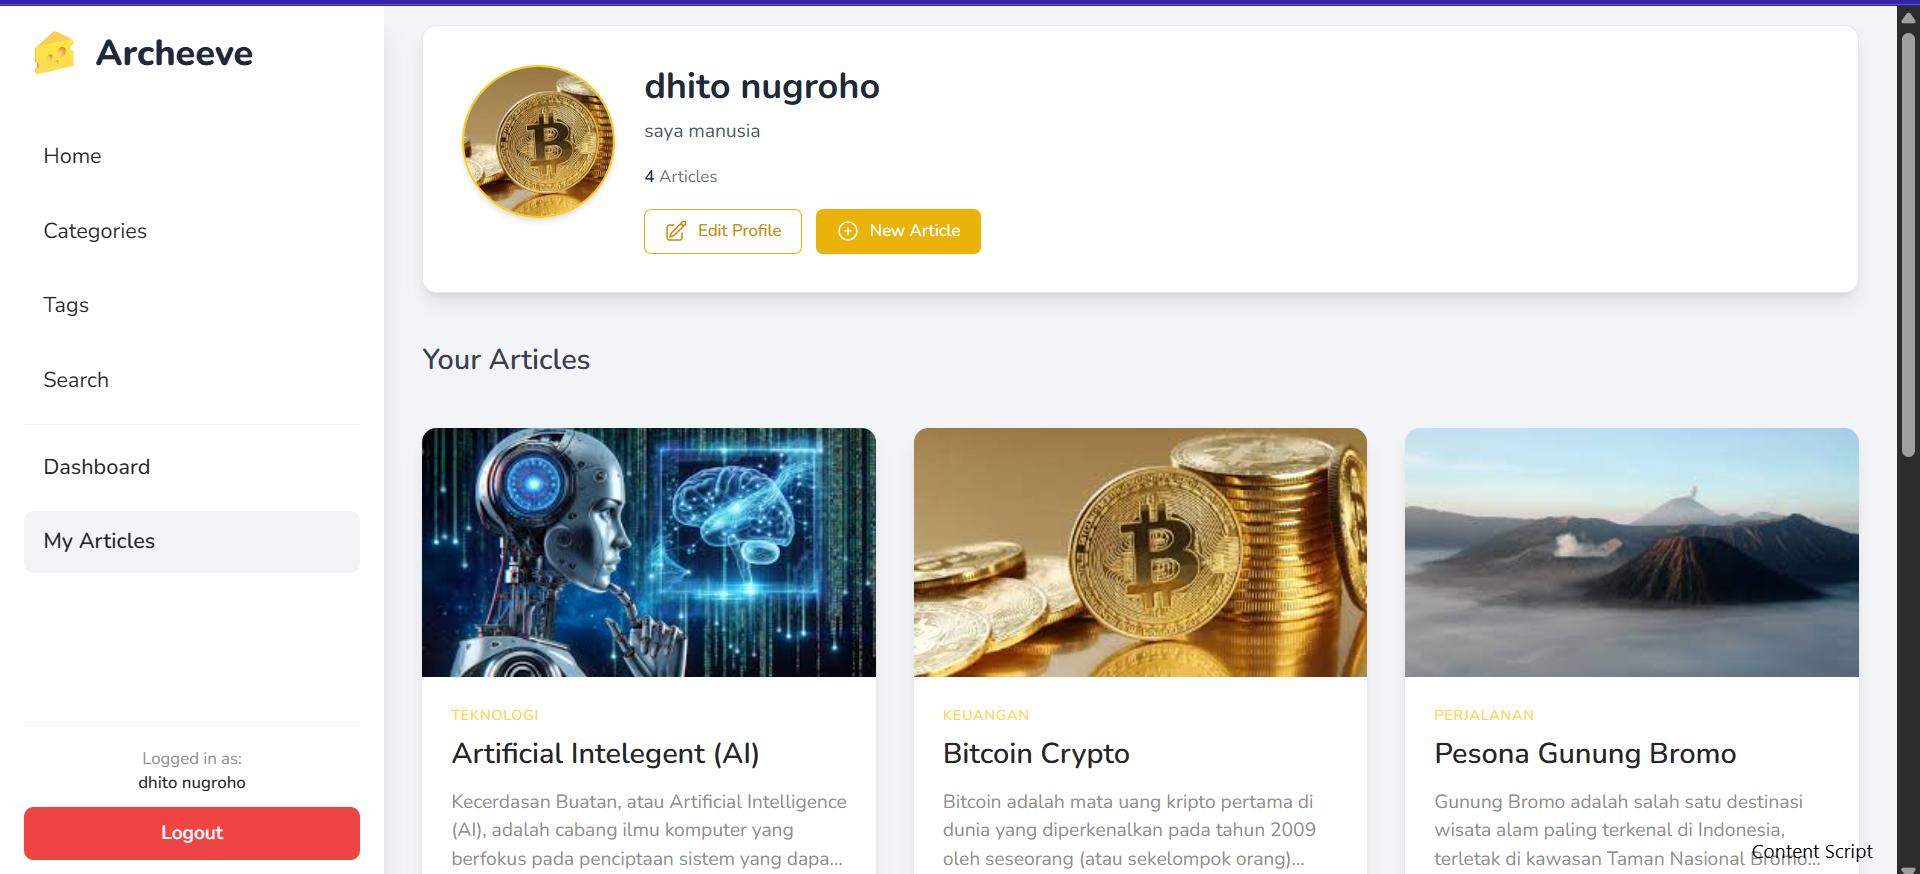 Archeeve
Home
Categories
Tags
Search
Dashboard
My Articles
Logged in as:
dhito nugroho
Logout
dhito nugroho
saya manusia
4 Articles
Edit Profile
New Article
Your Articles
TEKNOLOGI
Artificial Intelegent (AI)
Kecerdasan Buatan, atau Artificial Intelligence
(AI), adalah cabang ilmu komputer yang
berfokus pada penciptaan sistem yang dapa...
KEUANGAN
Bitcoin Crypto
Bitcoin adalah mata uang kripto pertama di
dunia yang diperkenalkan pada tahun 2009
oleh seseorang (atau sekelompok orang)...
PERJALANAN
Pesona Gunung Bromo
Gunung Bromo adalah salah satu destinasi
wisata alam paling terkenal di Indonesia,
terletak di kawasan Taman Nasional Bromo...
Content Script